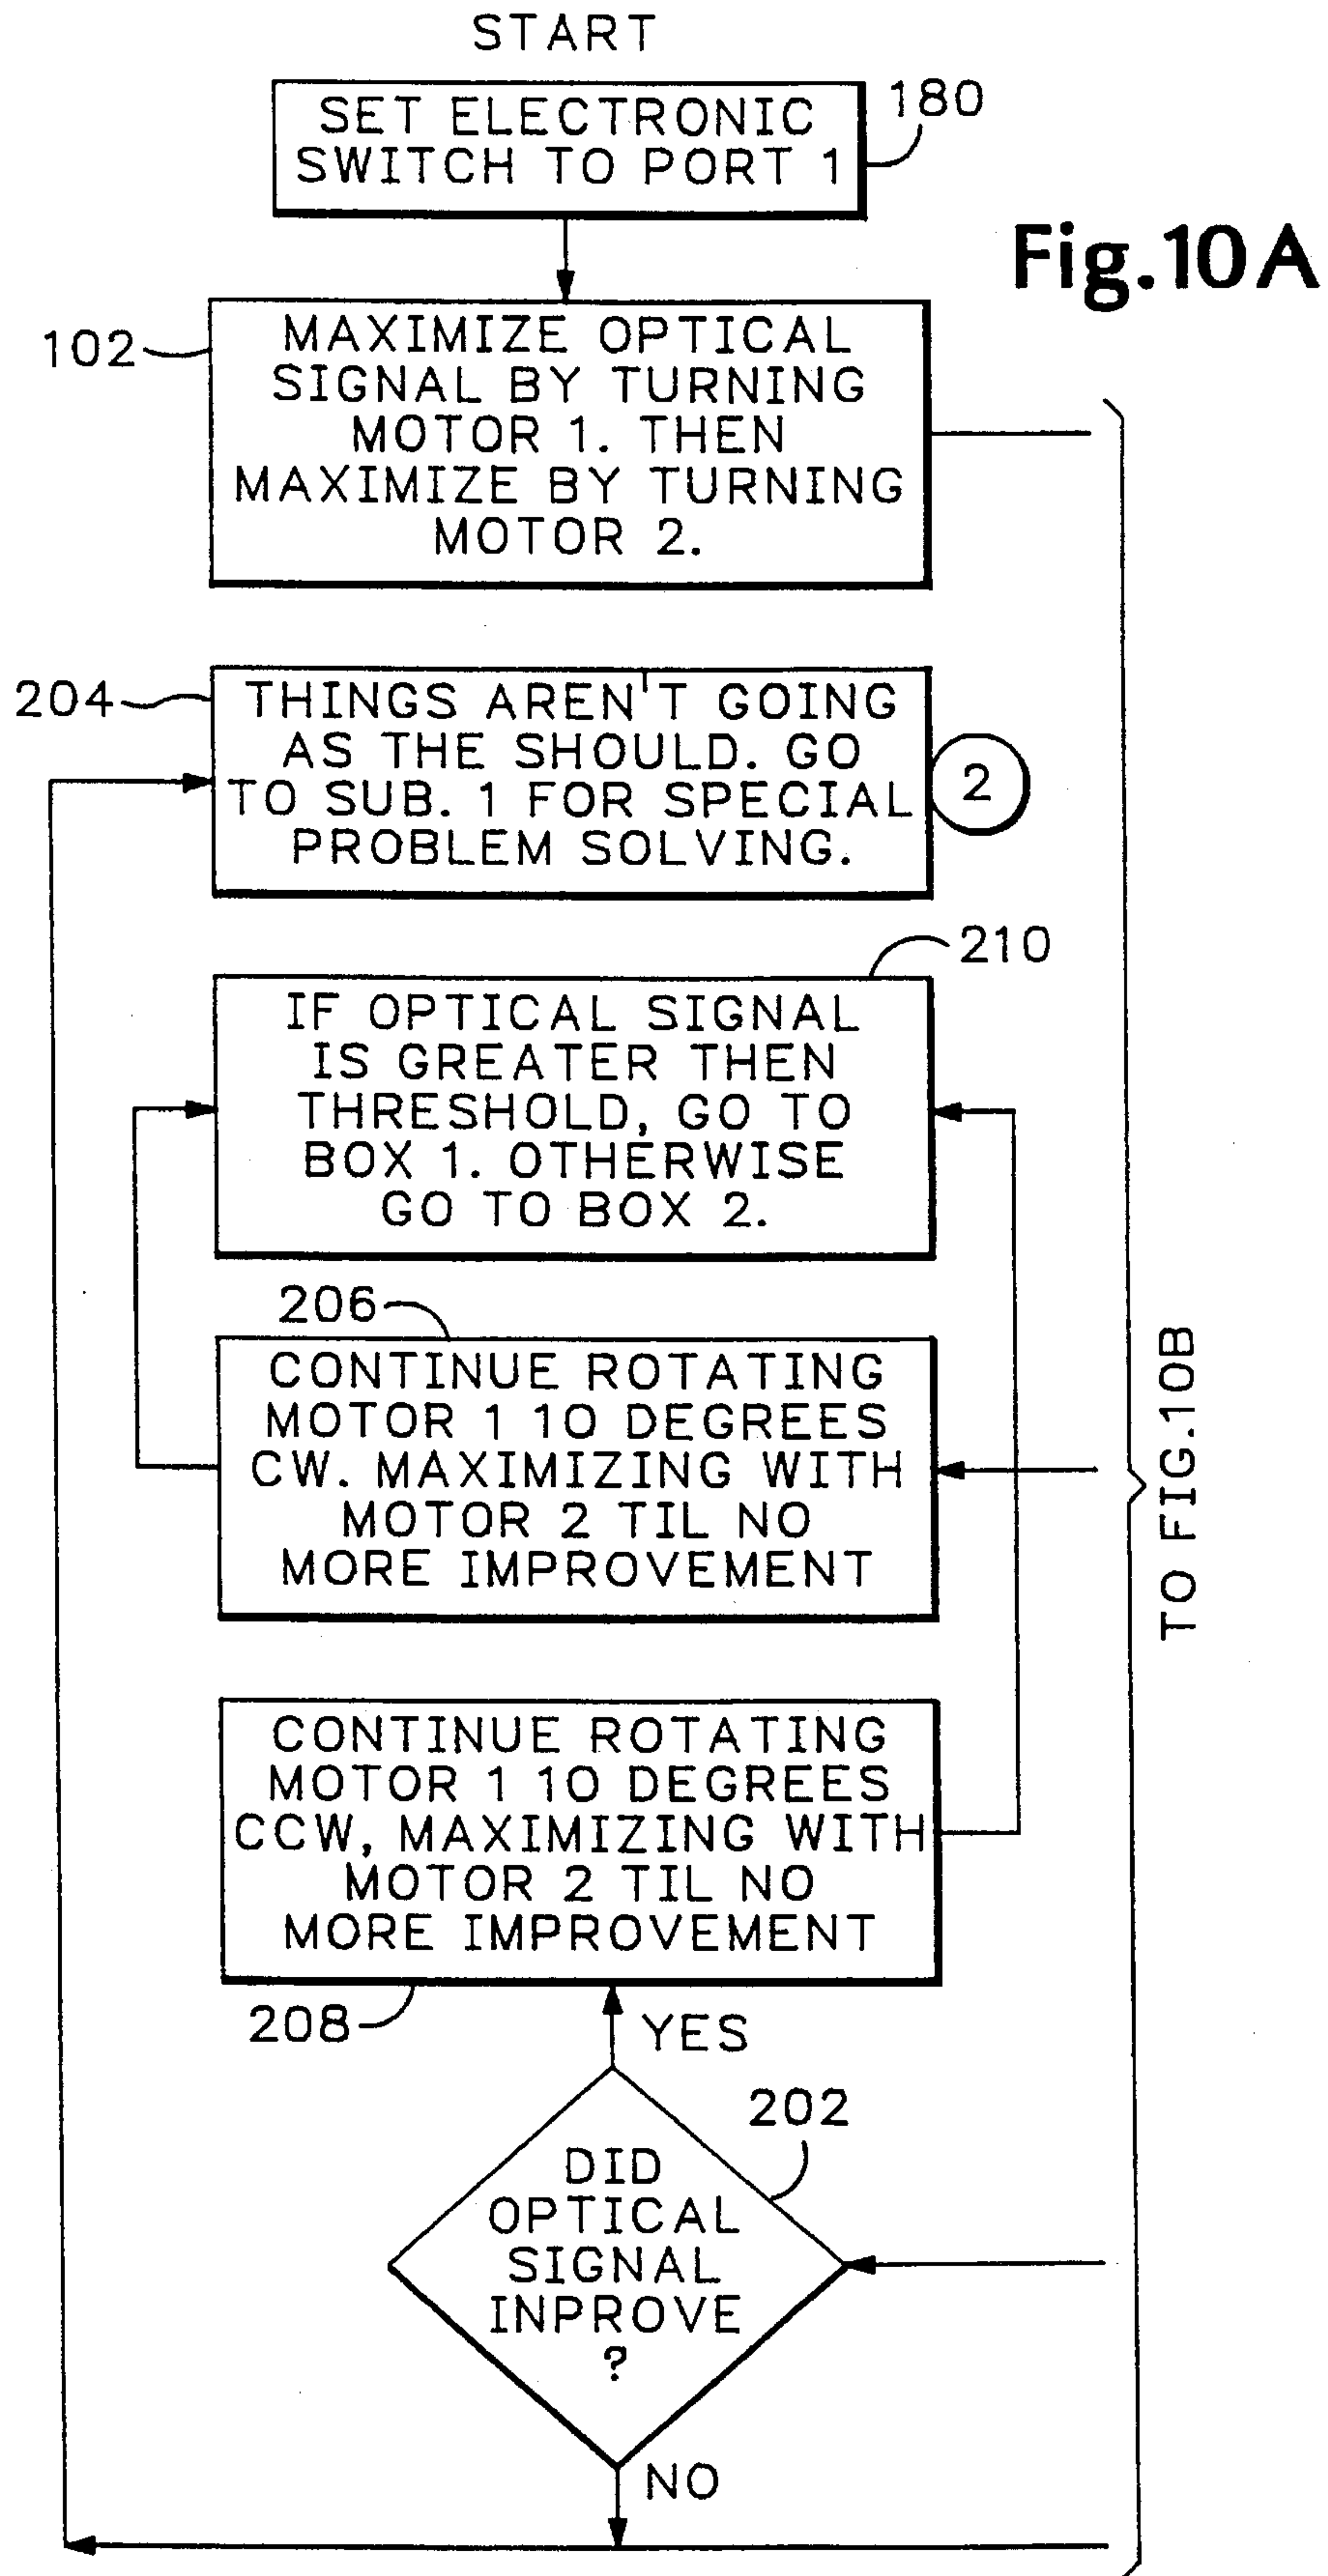 START
SET ELECTRONIC
SWITCH TO PORT 1
180
Fig.10A
102
MAXIMIZE OPTICAL
SIGNAL BY TURNING
MOTOR 1. THEN
MAXIMIZE BY TURNING
MOTOR 2.
204
THINGS AREN'T GOING
AS THE SHOULD. GO
TO SUB. 1 FOR SPECIAL
PROBLEM SOLVING.
2
210
IF OPTICAL SIGNAL
IS GREATER THEN
THRESHOLD, GO TO
BOX 1. OTHERWISE
GO TO BOX 2.
206
CONTINUE ROTATING
MOTOR 1 10 DEGREES
CW. MAXIMIZING WITH
MOTOR 2 TIL NO
MORE IMPROVEMENT
TO FIG.10B
CONTINUE ROTATING
MOTOR 1 10 DEGREES
CCW, MAXIMIZING WITH
MOTOR 2 TIL NO
MORE IMPROVEMENT
208
YES
202
DID
OPTICAL
SIGNAL
INPROVE
?
NO